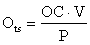 O_ts = OC · V / P